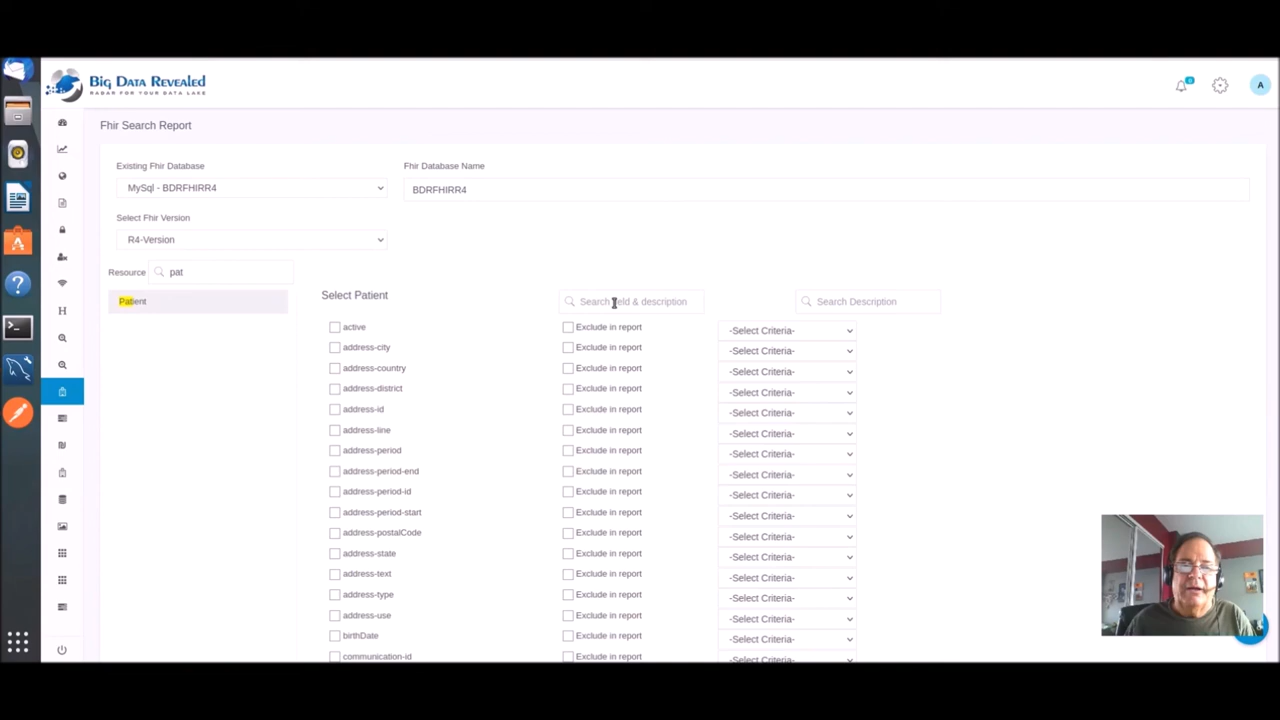 BIG DATA REVEALED
RADAR FOR YOUR DATA LAKE
0
A
Fhir Search Report
Existing Fhir Database
Fhir Database Name
MySql - BDRFHIRR4
BDRFHIRR4
Select Fhir Version
R4-Version
Resource
pat
Patient
Select Patient
Search field & description
Search Description
active
Exclude in report
-Select Criteria-
address-city
Exclude in report
-Select Criteria-
address-country
Exclude in report
-Select Criteria-
address-district
Exclude in report
-Select Criteria-
address-id
Exclude in report
-Select Criteria-
address-line
Exclude in report
-Select Criteria-
address-period
Exclude in report
-Select Criteria-
address-period-end
Exclude in report
-Select Criteria-
address-period-id
Exclude in report
-Select Criteria-
address-period-start
Exclude in report
-Select Criteria-
address-postalCode
Exclude in report
-Select Criteria-
address-state
Exclude in report
-Select Criteria-
address-text
Exclude in report
-Select Criteria-
address-type
Exclude in report
-Select Criteria-
address-use
Exclude in report
-Select Criteria-
birthDate
Exclude in report
-Select Criteria-
communication-id
Exclude in report
-Select Criteria-